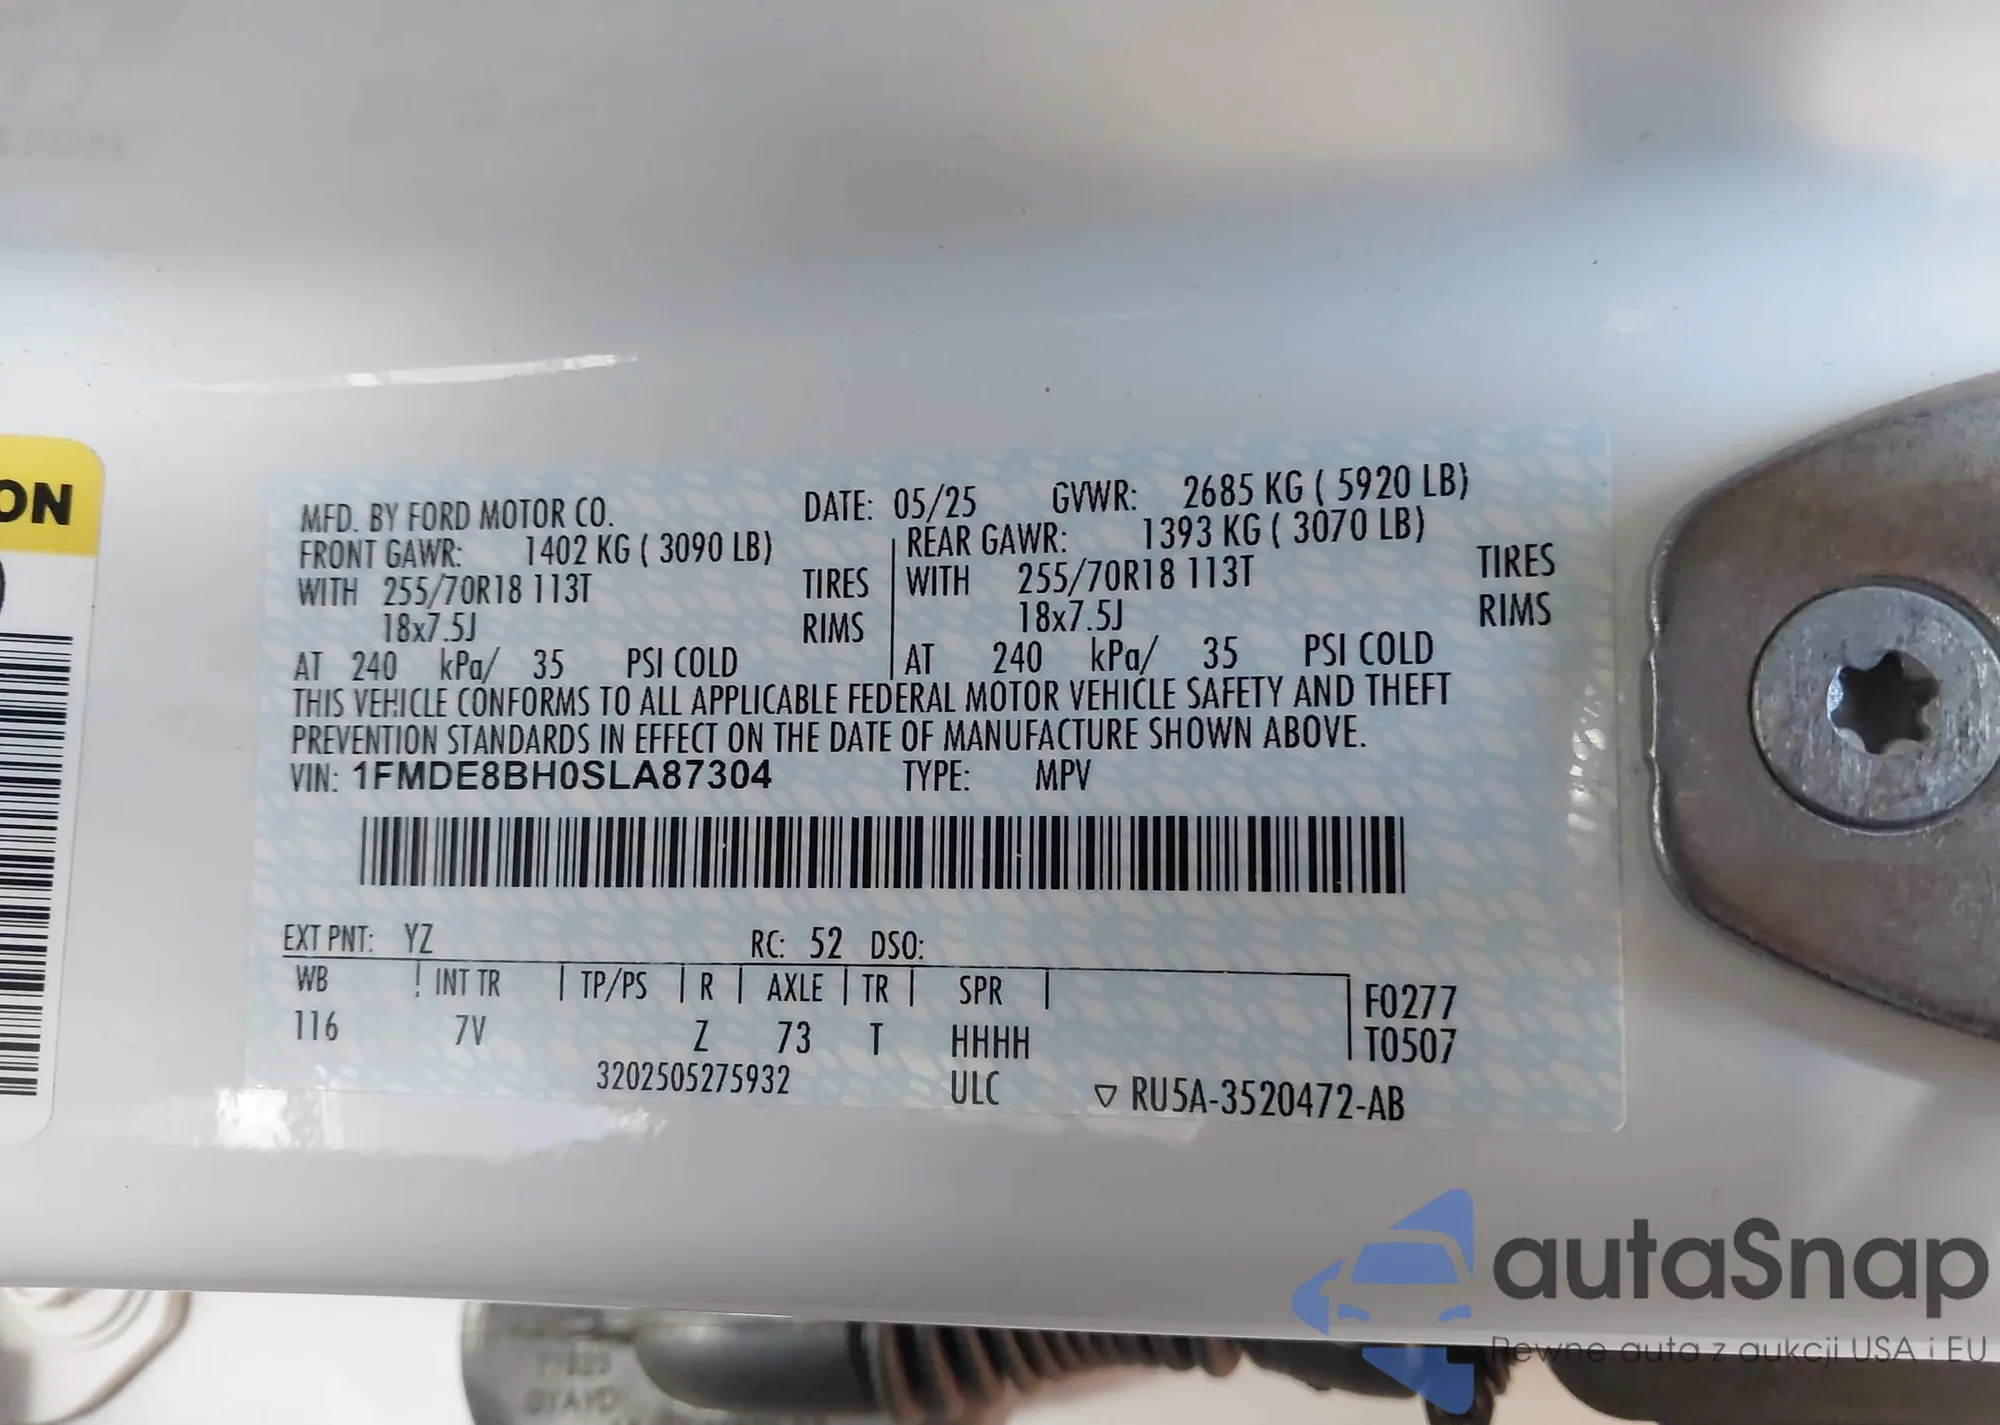 ON
MFD. BY FORD MOTOR CO. DATE: 05/25 GVWR: 2685 KG ( 5920 LB)
FRONT GAWR: 1402 KG ( 3090 LB) REAR GAWR: 1393 KG ( 3070 LB)
WITH 255/70R18 113T TIRES WITH 255/70R18 113T TIRES
18x7.5J RIMS 18x7.5J RIMS
AT 240 kPa/ 35 PSI COLD AT 240 kPa/ 35 PSI COLD
THIS VEHICLE CONFORMS TO ALL APPLICABLE FEDERAL MOTOR VEHICLE SAFETY AND THEFT
PREVENTION STANDARDS IN EFFECT ON THE DATE OF MANUFACTURE SHOWN ABOVE.
VIN: 1FMDE8BH0SLA87304 TYPE: MPV
EXT PNT: YZ RC: 52 DSO:
WB INT TR TP/PS R AXLE TR SPR F0277
116 7V Z 73 T HHHH T0507
3202505275932 ULC ▽ RU5A-3520472-AB
autaSnap
Pewne auta z aukcji USA i EU